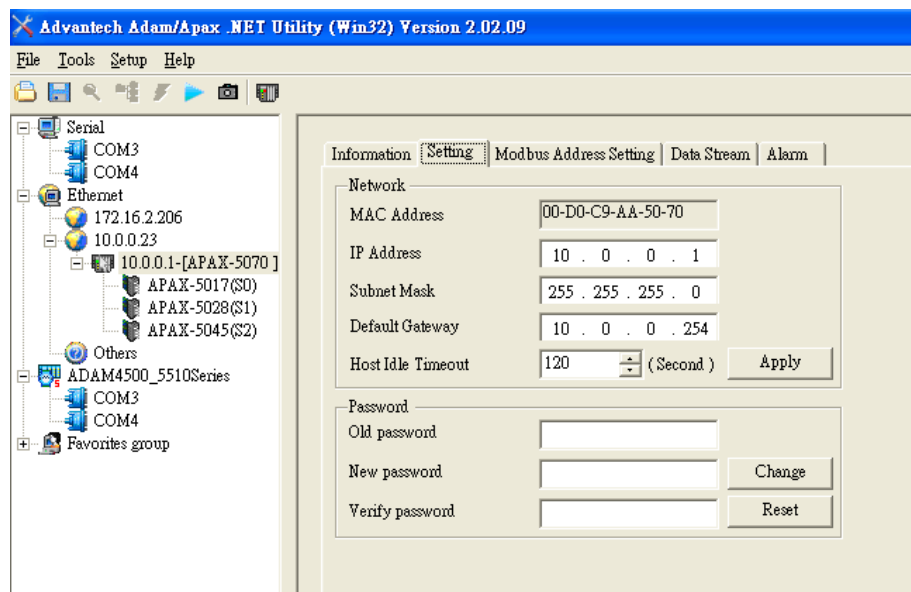 Advantech Adam/Apax .NET Utility (Win32) Version 2.02.09
File Tools Setup Help
Serial
COM3
COM4
Ethernet
172.16.2.206
10.0.0.23
10.0.0.1-[APAX-5070 ]
APAX-5017(S0)
APAX-5028(S1)
APAX-5045(S2)
Others
ADAM4500_5510Series
COM3
COM4
Favorites group
Information Setting Modbus Address Setting Data Stream Alarm
Network
MAC Address 00-D0-C9-AA-50-70
IP Address 10 . 0 . 0 . 1
Subnet Mask 255 . 255 . 255 . 0
Default Gateway 10 . 0 . 0 . 254
Host Idle Timeout 120 ( Second ) Apply
Password
Old password
New password Change
Verify password Reset